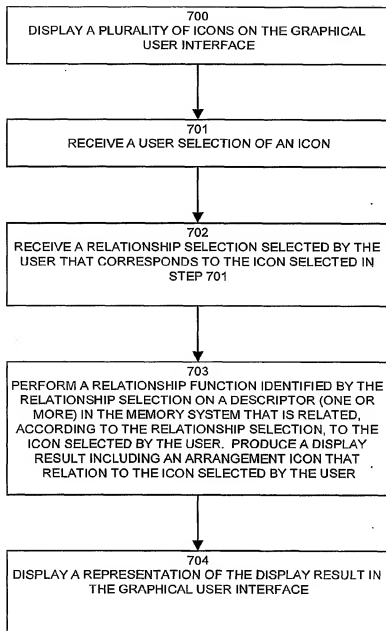 700
DISPLAY A PLURALITY OF ICONS ON THE GRAPHICAL
USER INTERFACE
701
RECEIVE A USER SELECTION OF AN ICON
702
RECEIVE A RELATIONSHIP SELECTION SELECTED BY THE
USER THAT CORRESPONDS TO THE ICON SELECTED IN
STEP 701
703
PERFORM A RELATIONSHIP FUNCTION IDENTIFIED BY THE
RELATIONSHIP SELECTION ON A DESCRIPTOR (ONE OR
MORE) IN THE MEMORY SYSTEM THAT IS RELATED,
ACCORDING TO THE RELATIONSHIP SELECTION, TO
THE ICON SELECTED BY THE USER. PRODUCE A DISPLAY
RESULT INCLUDING AN ARRANGEMENT ICON THAT
RELATION TO THE ICON SELECTED BY THE USER
704
DISPLAY A REPRESENTATION OF THE DISPLAY RESULT IN
THE GRAPHICAL USER INTERFACE